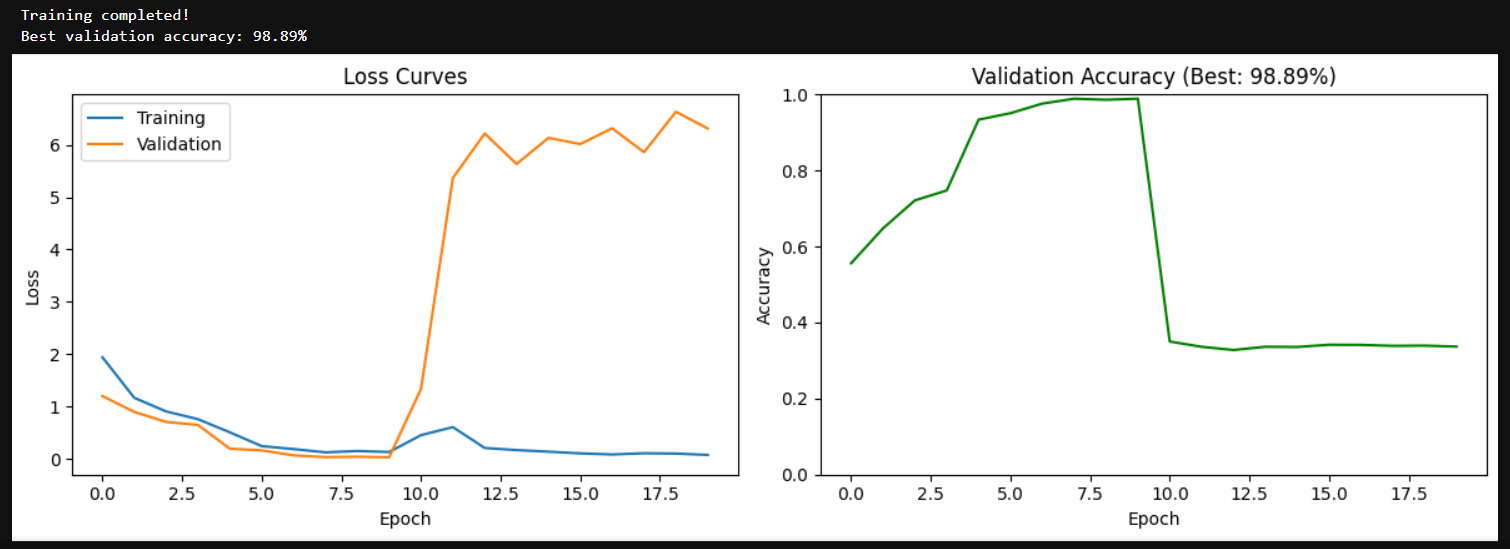 Training completed!
Best validation accuracy: 98.89%
Loss Curves
Training
Validation
Loss
6
5
4
3
2
1
0
0.0 2.5 5.0 7.5 10.0 12.5 15.0 17.5
Epoch
Validation Accuracy (Best: 98.89%)
Accuracy
1.0
0.8
0.6
0.4
0.2
0.0
0.0 2.5 5.0 7.5 10.0 12.5 15.0 17.5
Epoch